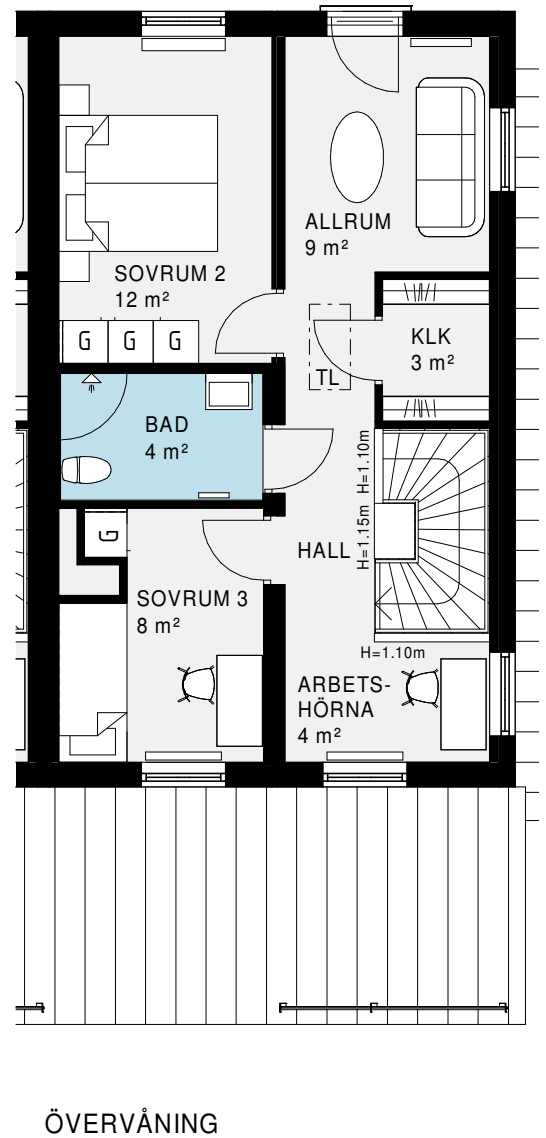 ALLRUM
9 m²
SOVRUM 2
12 m²
G G G
KLK
3 m²
TL
BAD
4 m²
H=1.10m
H=1.15m
G
HALL
SOVRUM 3
8 m²
H=1.10m
ARBETS-
HÖRNA
4 m²
ÖVERVÅNING